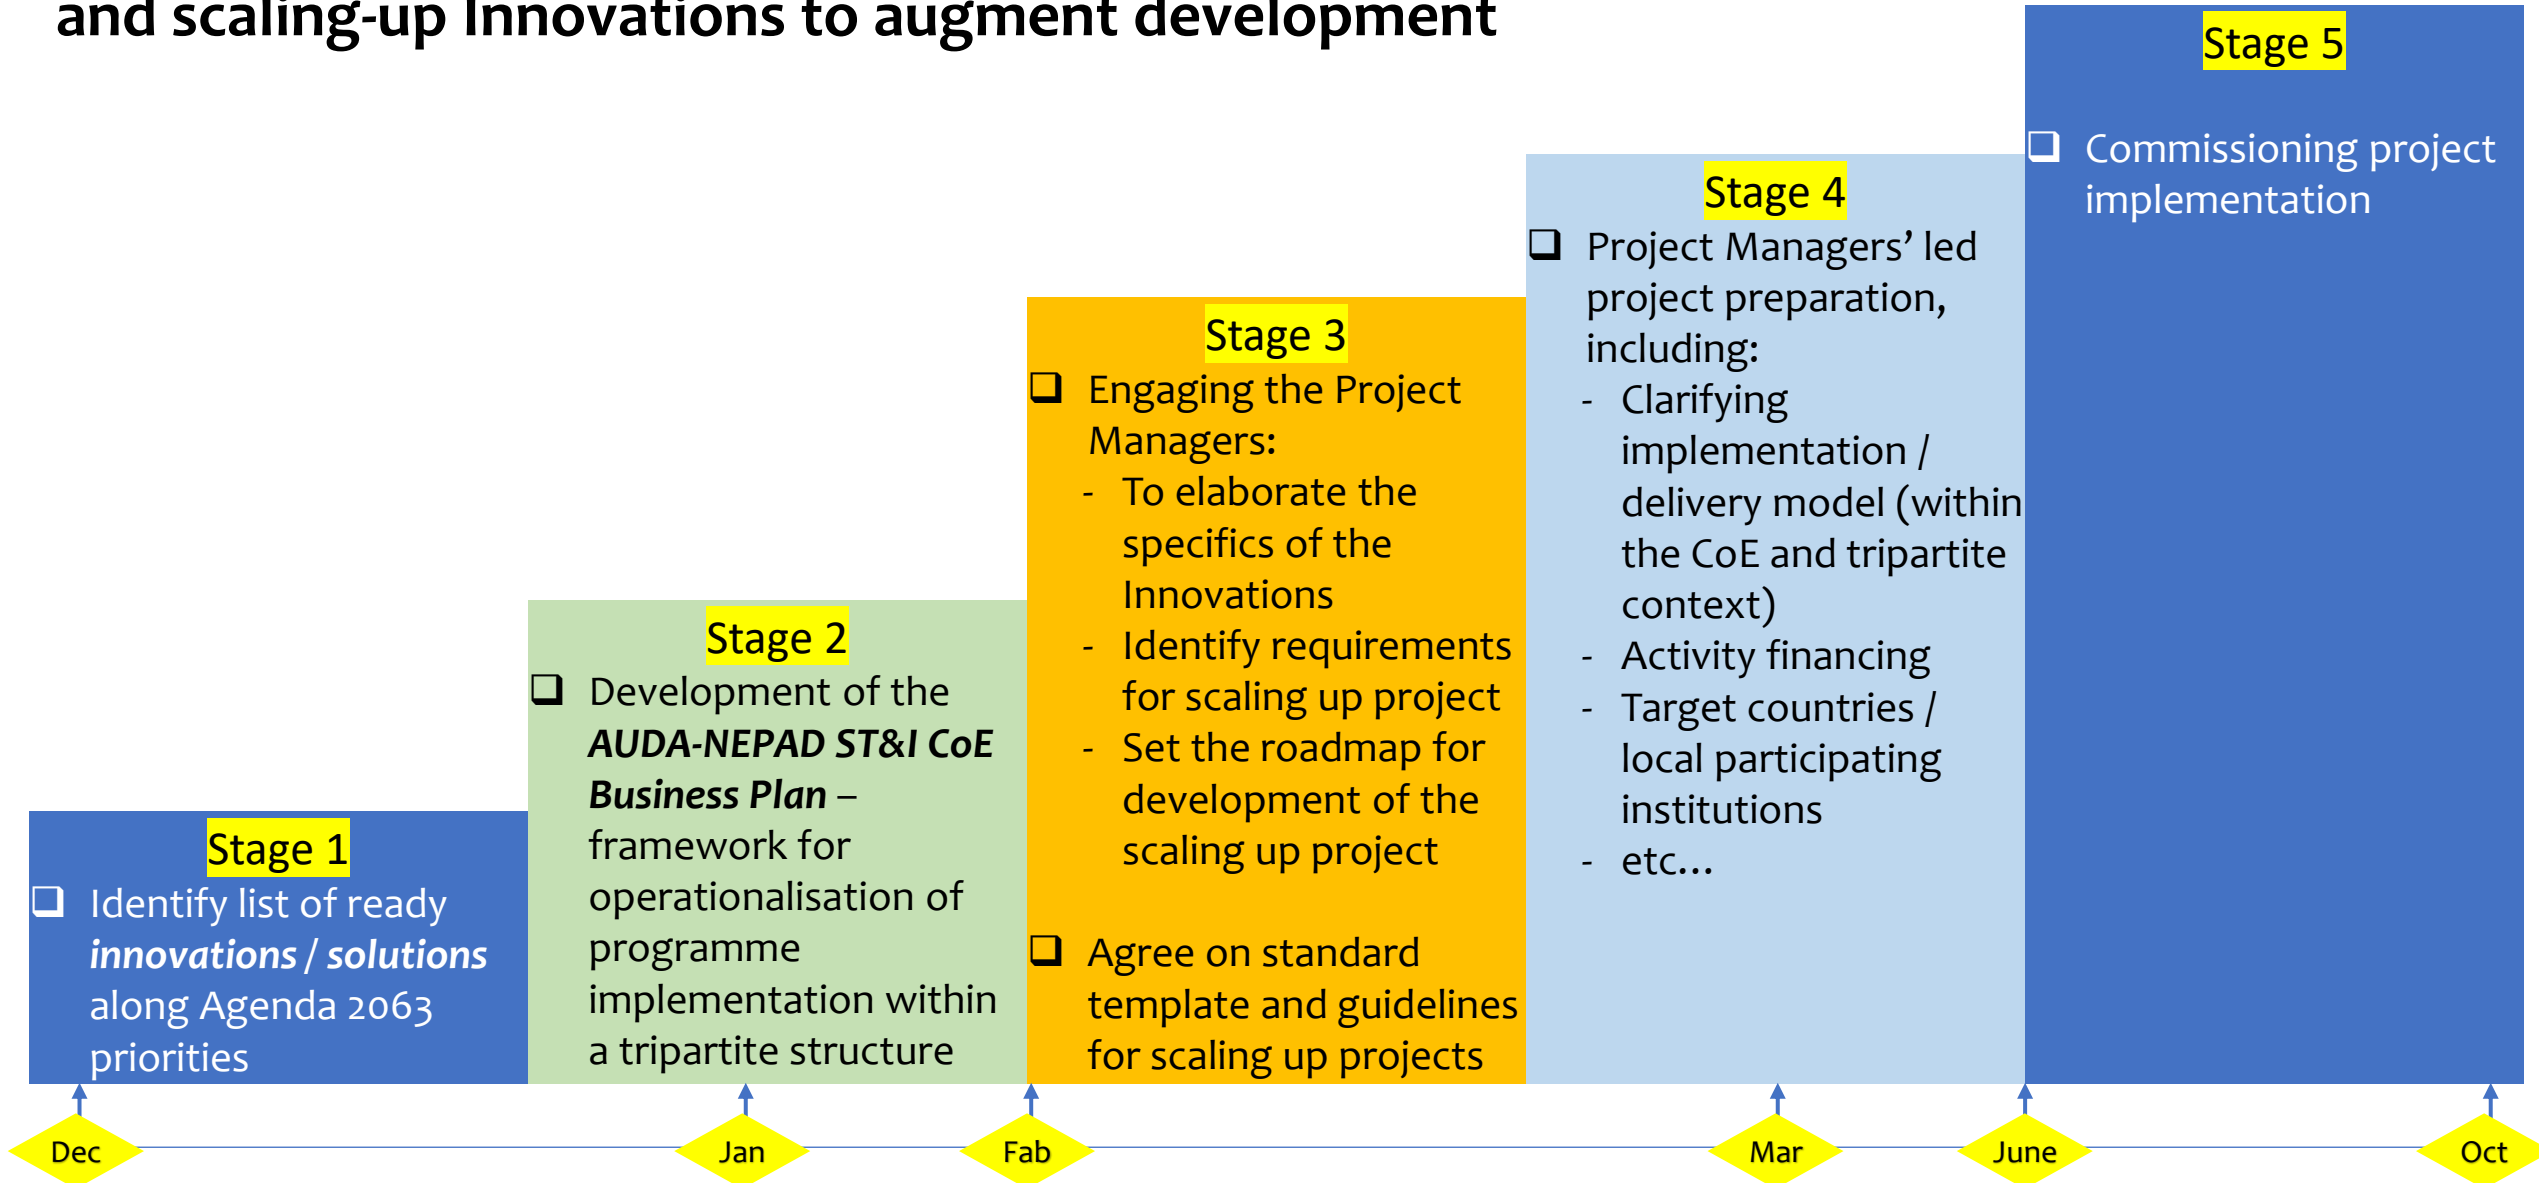 and scaling-up Innovations to augment development
Stage 5
Commissioning project
implementation
Stage 4
Project Managers’ led
project preparation,
including:
- Clarifying
implementation /
delivery model (within
the CoE and tripartite
context)
- Activity financing
- Target countries /
local participating
institutions
- etc...
Stage 3
Engaging the Project
Managers:
- To elaborate the
specifics of the
Innovations
- Identify requirements
for scaling up project
- Set the roadmap for
development of the
scaling up project
Agree on standard
template and guidelines
for scaling up projects
Stage 2
Development of the
AUDA-NEPAD ST&I CoE
Business Plan –
framework for
operationalisation of
programme
implementation within
a tripartite structure
Stage 1
Identify list of ready
innovations / solutions
along Agenda 2063
priorities
Dec
Jan
Fab
Mar
June
Oct